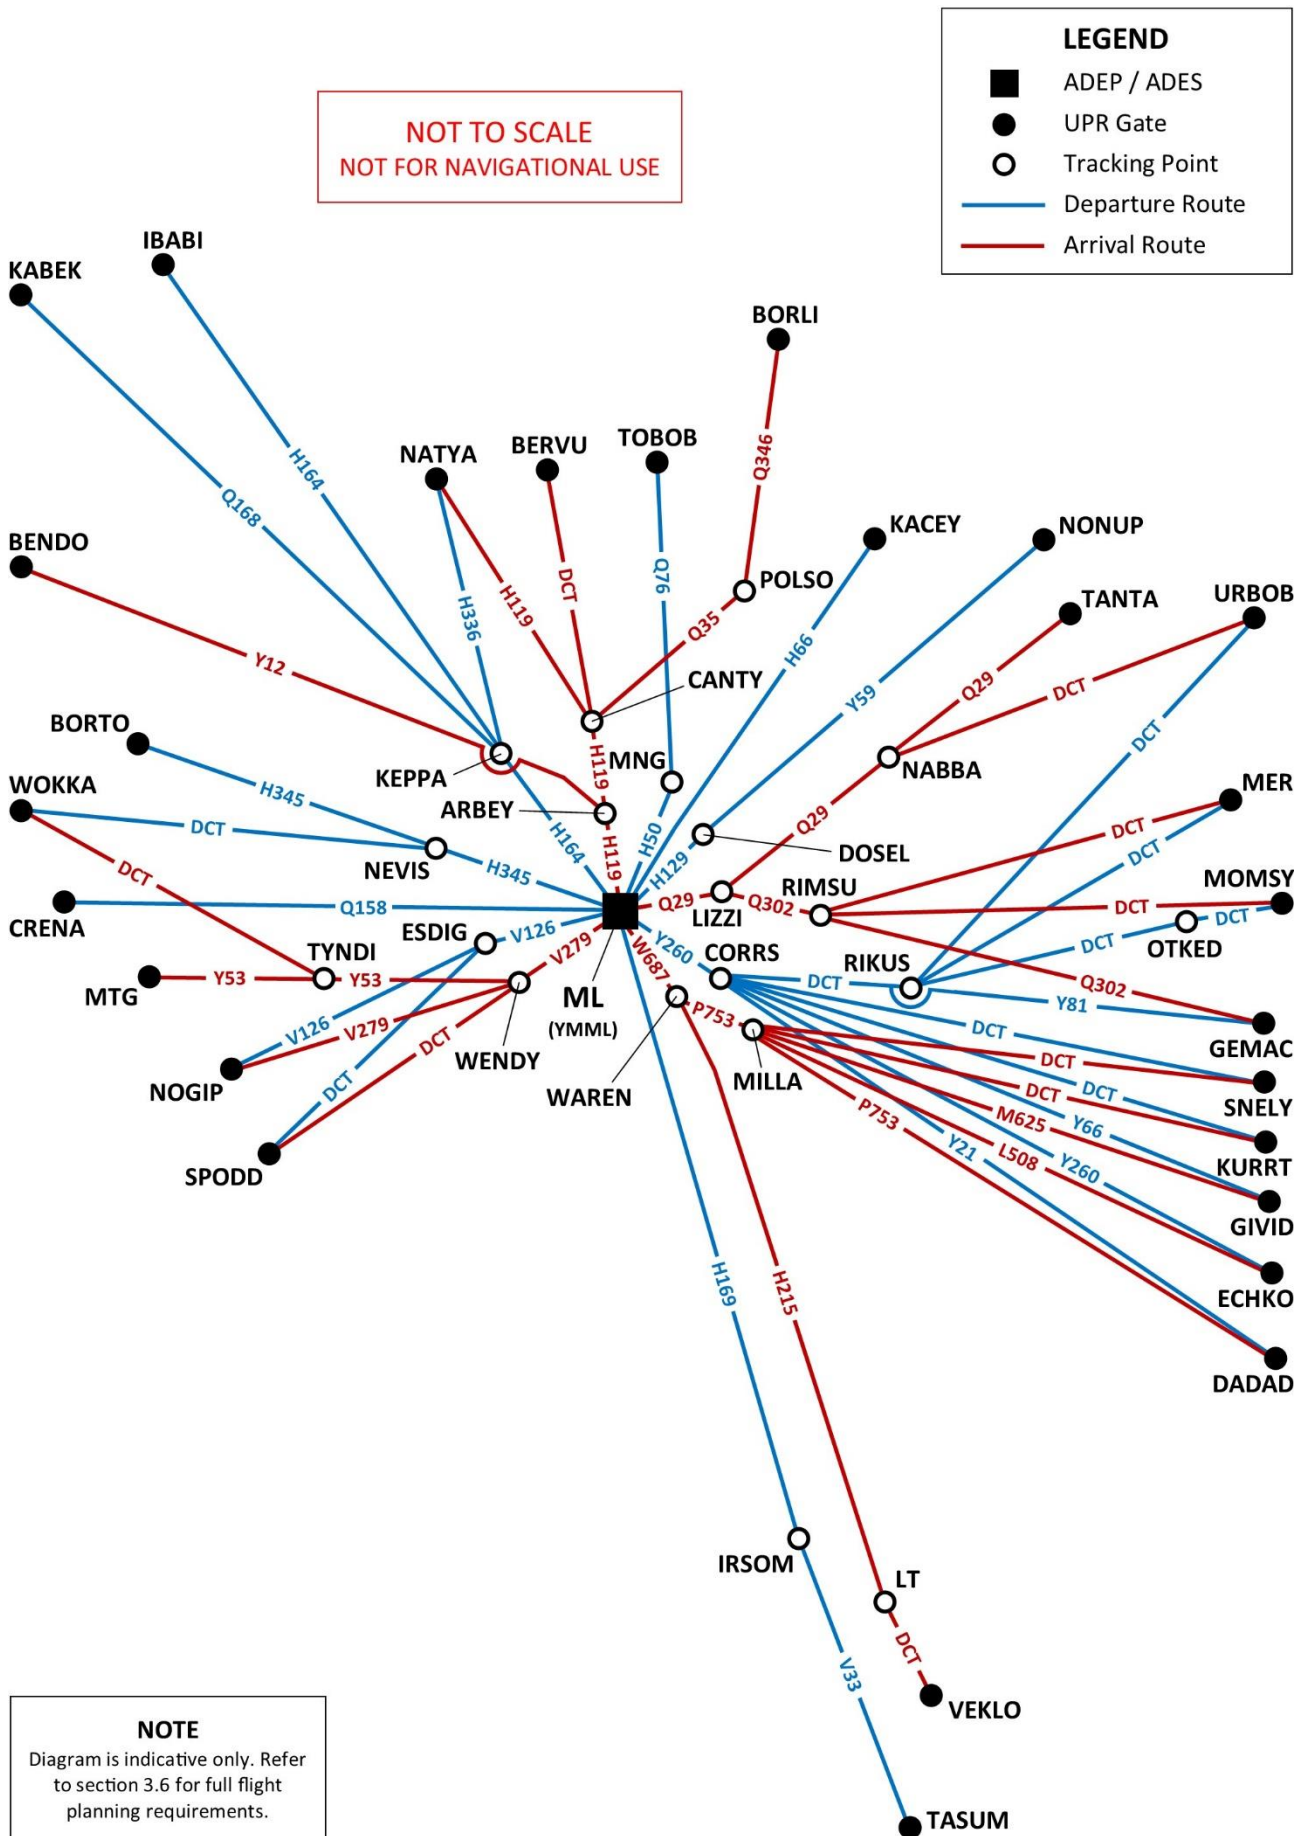 LEGEND
ADEP / ADES
UPR Gate
Tracking Point
Departure Route
Arrival Route
NOT TO SCALE
NOT FOR NAVIGATIONAL USE
IBABI
KABEK
BORLI
H164
Q168
NATYA
BERVU
TOBOB
Q346
KACEY
NONUP
BENDO
H336
H119
DCT
Q76
POLSO
TANTA
URBOB
Y12
Q35
H66
CANTY
Y59
Q29
DCT
DCT
BORTO
WOKKA
H345
KEPPA
H119
MNG
NABBA
MER
ARBEY
DCT
H164
H119
H50
H129
DOSEL
Q29
DCT
DCT
NEVIS
H345
DCT
CRENA
Q158
Q29
LIZZI
Q302
RIMSU
MOMSY
DCT
DCT
OTKED
DCT
ESDIG
V126
V279
Y260
W687
CORRS
DCT
RIKUS
MTG
Y53
TYNDI
Y53
ML
(YMML)
Q302
Y81
GEMAC
V126
V279
DCT
WENDY
P753
WAREN
MILLA
DCT
DCT
SNELY
NOGIP
DCT
DCT
DCT
KURRT
SPODD
P753
M625
Y66
GIVID
L508
Y260
Y21
ECHKO
DADAD
H169
H215
IRSOM
LT
DCT
V33
VEKLO
TASUM
NOTE
Diagram is indicative only. Refer
to section 3.6 for full flight
planning requirements.